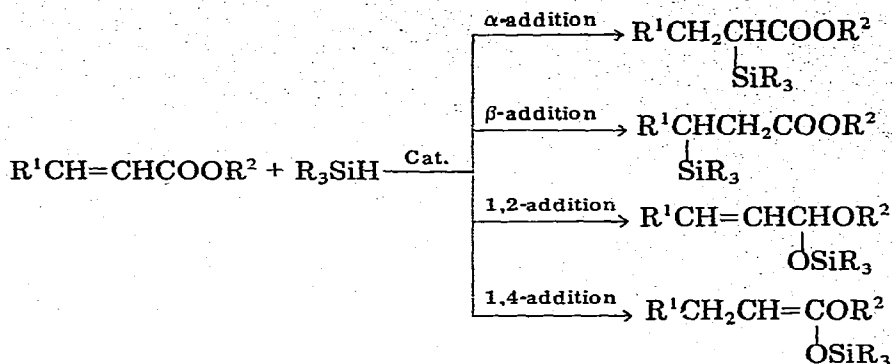 α-addition
R¹CH₂CHCOOR²
SiR₃
β-addition
R¹CHCH₂COOR²
SiR₃
R¹CH=CHCOOR² + R₃SiH
Cat.
1,2-addition
R¹CH=CHCHOR²
OSiR₃
1,4-addition
R¹CH₂CH=COR²
OSiR₃